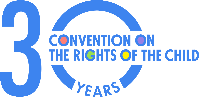 30
CONVENTION ON
THE RIGHTS OF THE CHILD
YEARS